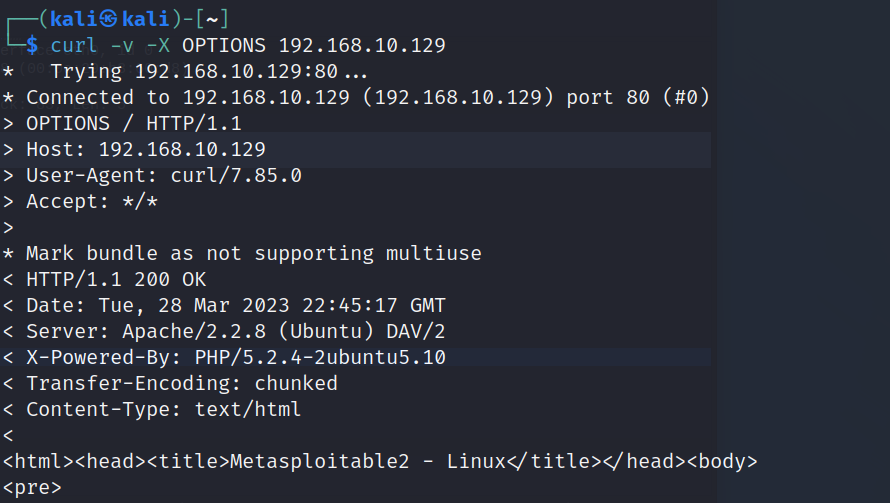 ┌──(kali㉿kali)-[~]
└─$ curl -v -X OPTIONS 192.168.10.129
*   Trying 192.168.10.129:80...
* Connected to 192.168.10.129 (192.168.10.129) port 80 (#0)
> OPTIONS / HTTP/1.1
> Host: 192.168.10.129
> User-Agent: curl/7.85.0
> Accept: */*
>
* Mark bundle as not supporting multiuse
< HTTP/1.1 200 OK
< Date: Tue, 28 Mar 2023 22:45:17 GMT
< Server: Apache/2.2.8 (Ubuntu) DAV/2
< X-Powered-By: PHP/5.2.4-2ubuntu5.10
< Transfer-Encoding: chunked
< Content-Type: text/html
<
<html><head><title>Metasploitable2 - Linux</title></head><body>
<pre>